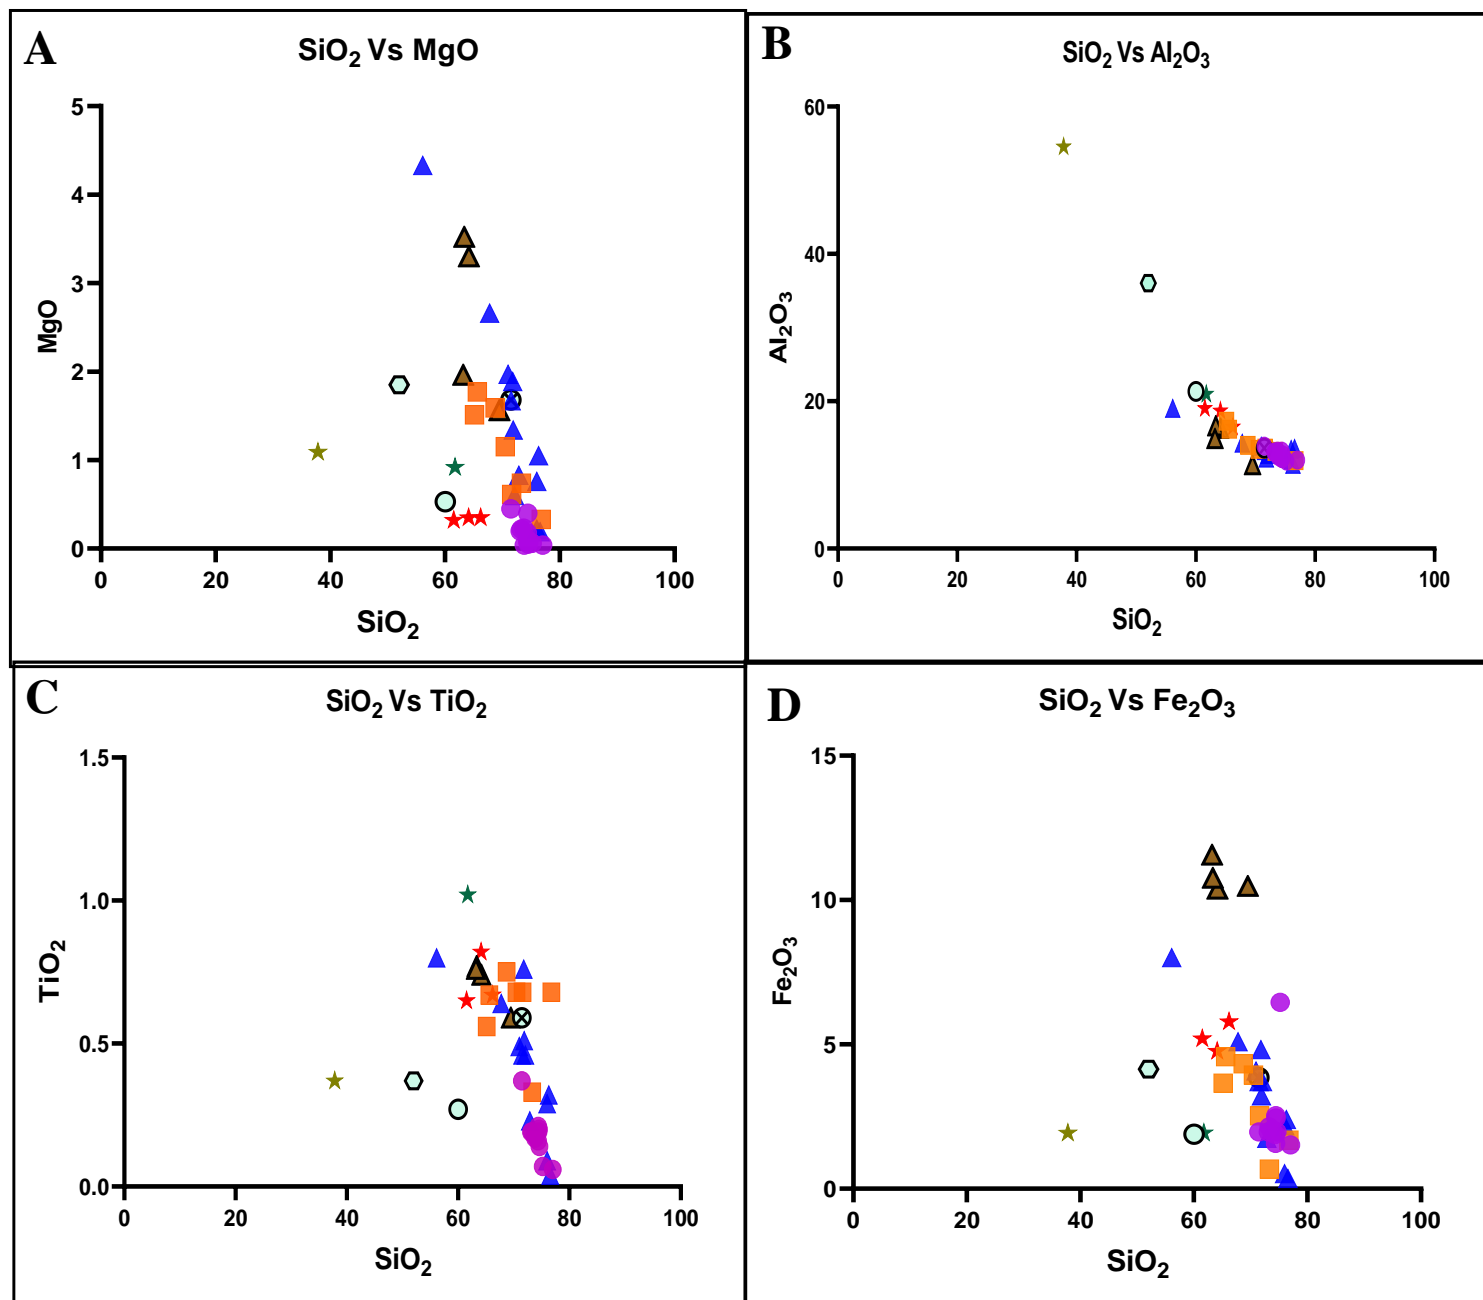 A
SiO₂ Vs MgO
5
4
3
2
1
0
MgO
0 20 40 60 80 100
SiO₂
B
SiO₂ Vs Al₂O₃
60
40
20
0
Al₂O₃
0 20 40 60 80 100
SiO₂
C
SiO₂ Vs TiO₂
1.5
1.0
0.5
0.0
TiO₂
0 20 40 60 80 100
SiO₂
D
SiO₂ Vs Fe₂O₃
15
10
5
0
Fe₂O₃
0 20 40 60 80 100
SiO₂